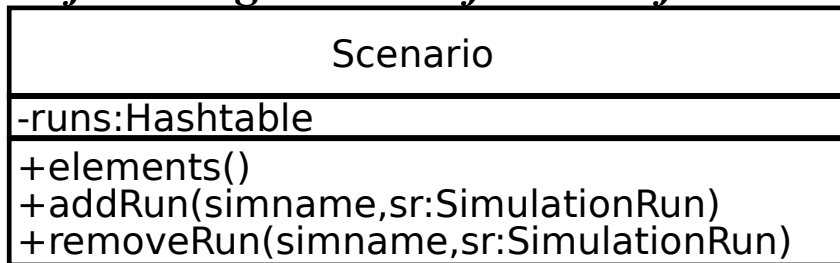 Scenario
-runs:Hashtable
+elements()
+addRun(simname,sr:SimulationRun)
+removeRun(simname,sr:SimulationRun)